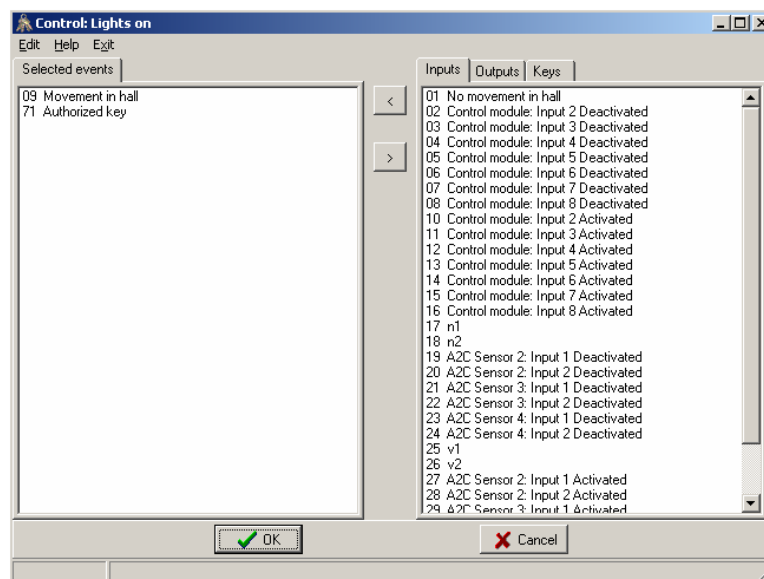 Control: Lights on
Edit Help Exit
Selected events
09 Movement in hall
71 Authorized key
<
>
Inputs Outputs Keys
01 No movement in hall
02 Control module: Input 2 Deactivated
03 Control module: Input 3 Deactivated
04 Control module: Input 4 Deactivated
05 Control module: Input 5 Deactivated
06 Control module: Input 6 Deactivated
07 Control module: Input 7 Deactivated
08 Control module: Input 8 Deactivated
10 Control module: Input 2 Activated
11 Control module: Input 3 Activated
12 Control module: Input 4 Activated
13 Control module: Input 5 Activated
14 Control module: Input 6 Activated
15 Control module: Input 7 Activated
16 Control module: Input 8 Activated
17 n1
18 n2
19 A2C Sensor 2: Input 1 Deactivated
20 A2C Sensor 2: Input 2 Deactivated
21 A2C Sensor 3: Input 1 Deactivated
22 A2C Sensor 3: Input 2 Deactivated
23 A2C Sensor 4: Input 1 Deactivated
24 A2C Sensor 4: Input 2 Deactivated
25 v1
26 v2
27 A2C Sensor 2: Input 1 Activated
28 A2C Sensor 2: Input 2 Activated
29 A2C Sensor 3: Input 1 Activated
OK
Cancel